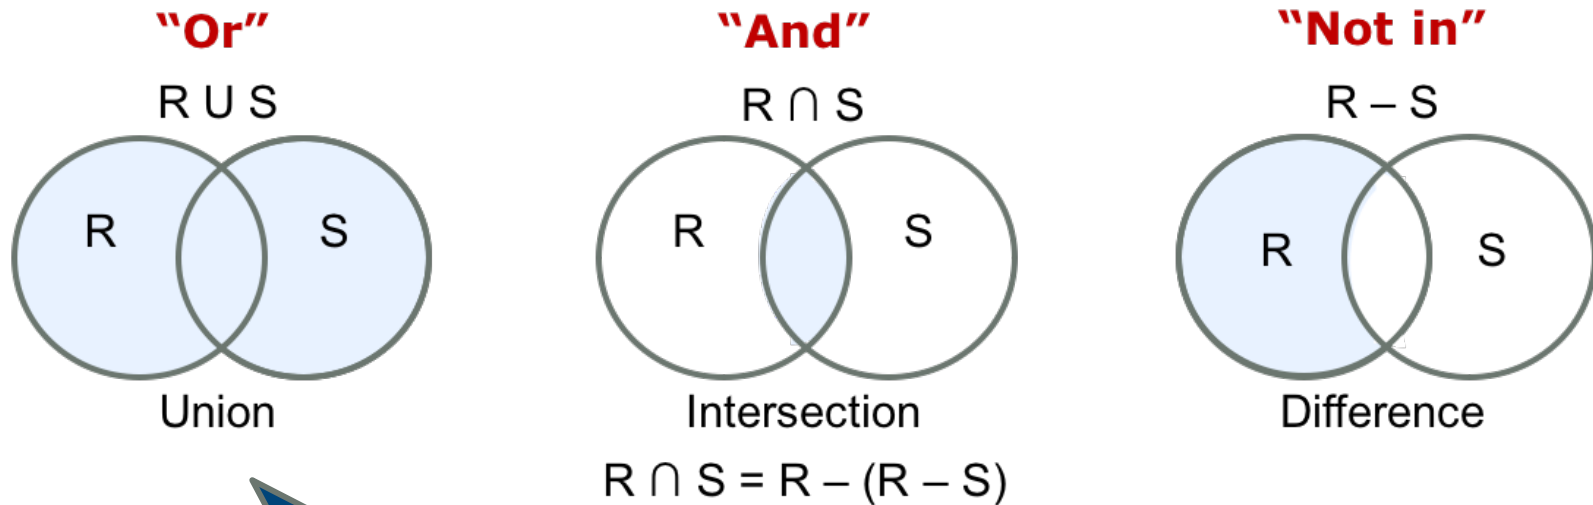 “Or”
R U S
R S
Union
“And”
R ∩ S
R S
Intersection
R ∩ S = R – (R – S)
“Not in”
R – S
R S
Difference